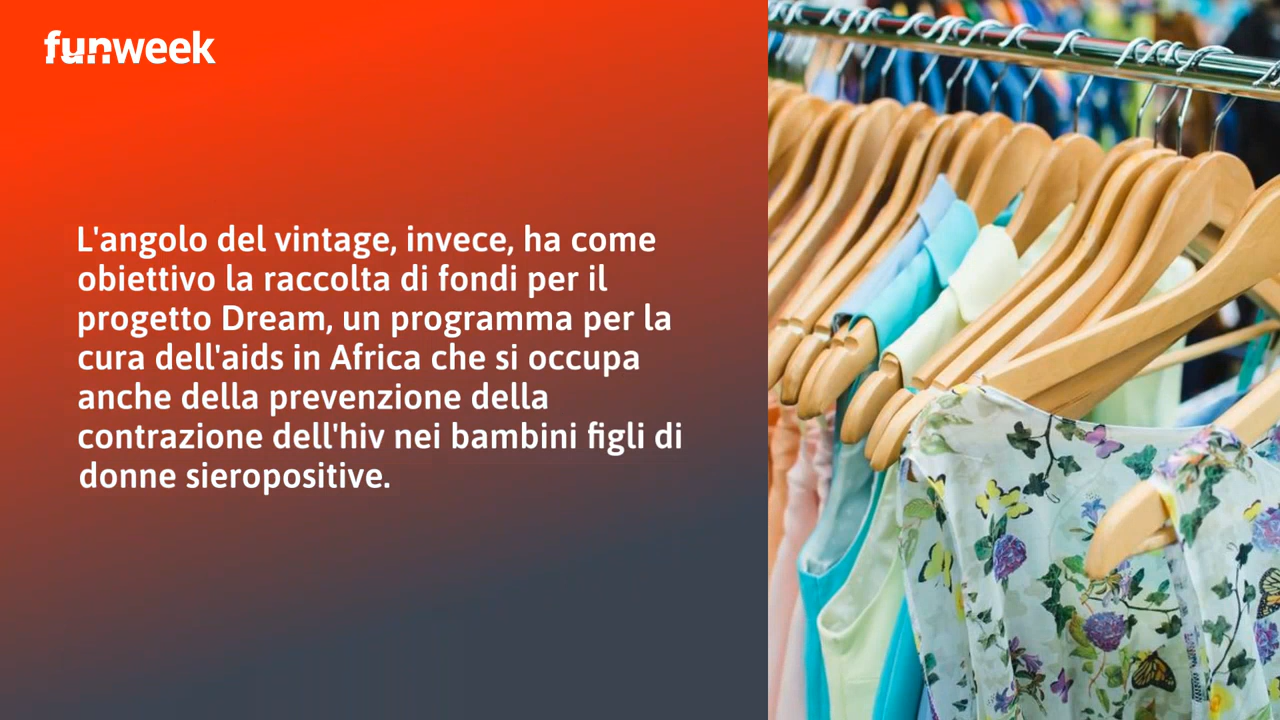 funweek
L'angolo del vintage, invece, ha come
obiettivo la raccolta di fondi per il
progetto Dream, un programma per la
cura dell'aids in Africa che si occupa
anche della prevenzione della
contrazione dell'hiv nei bambini figli di
donne sieropositive.